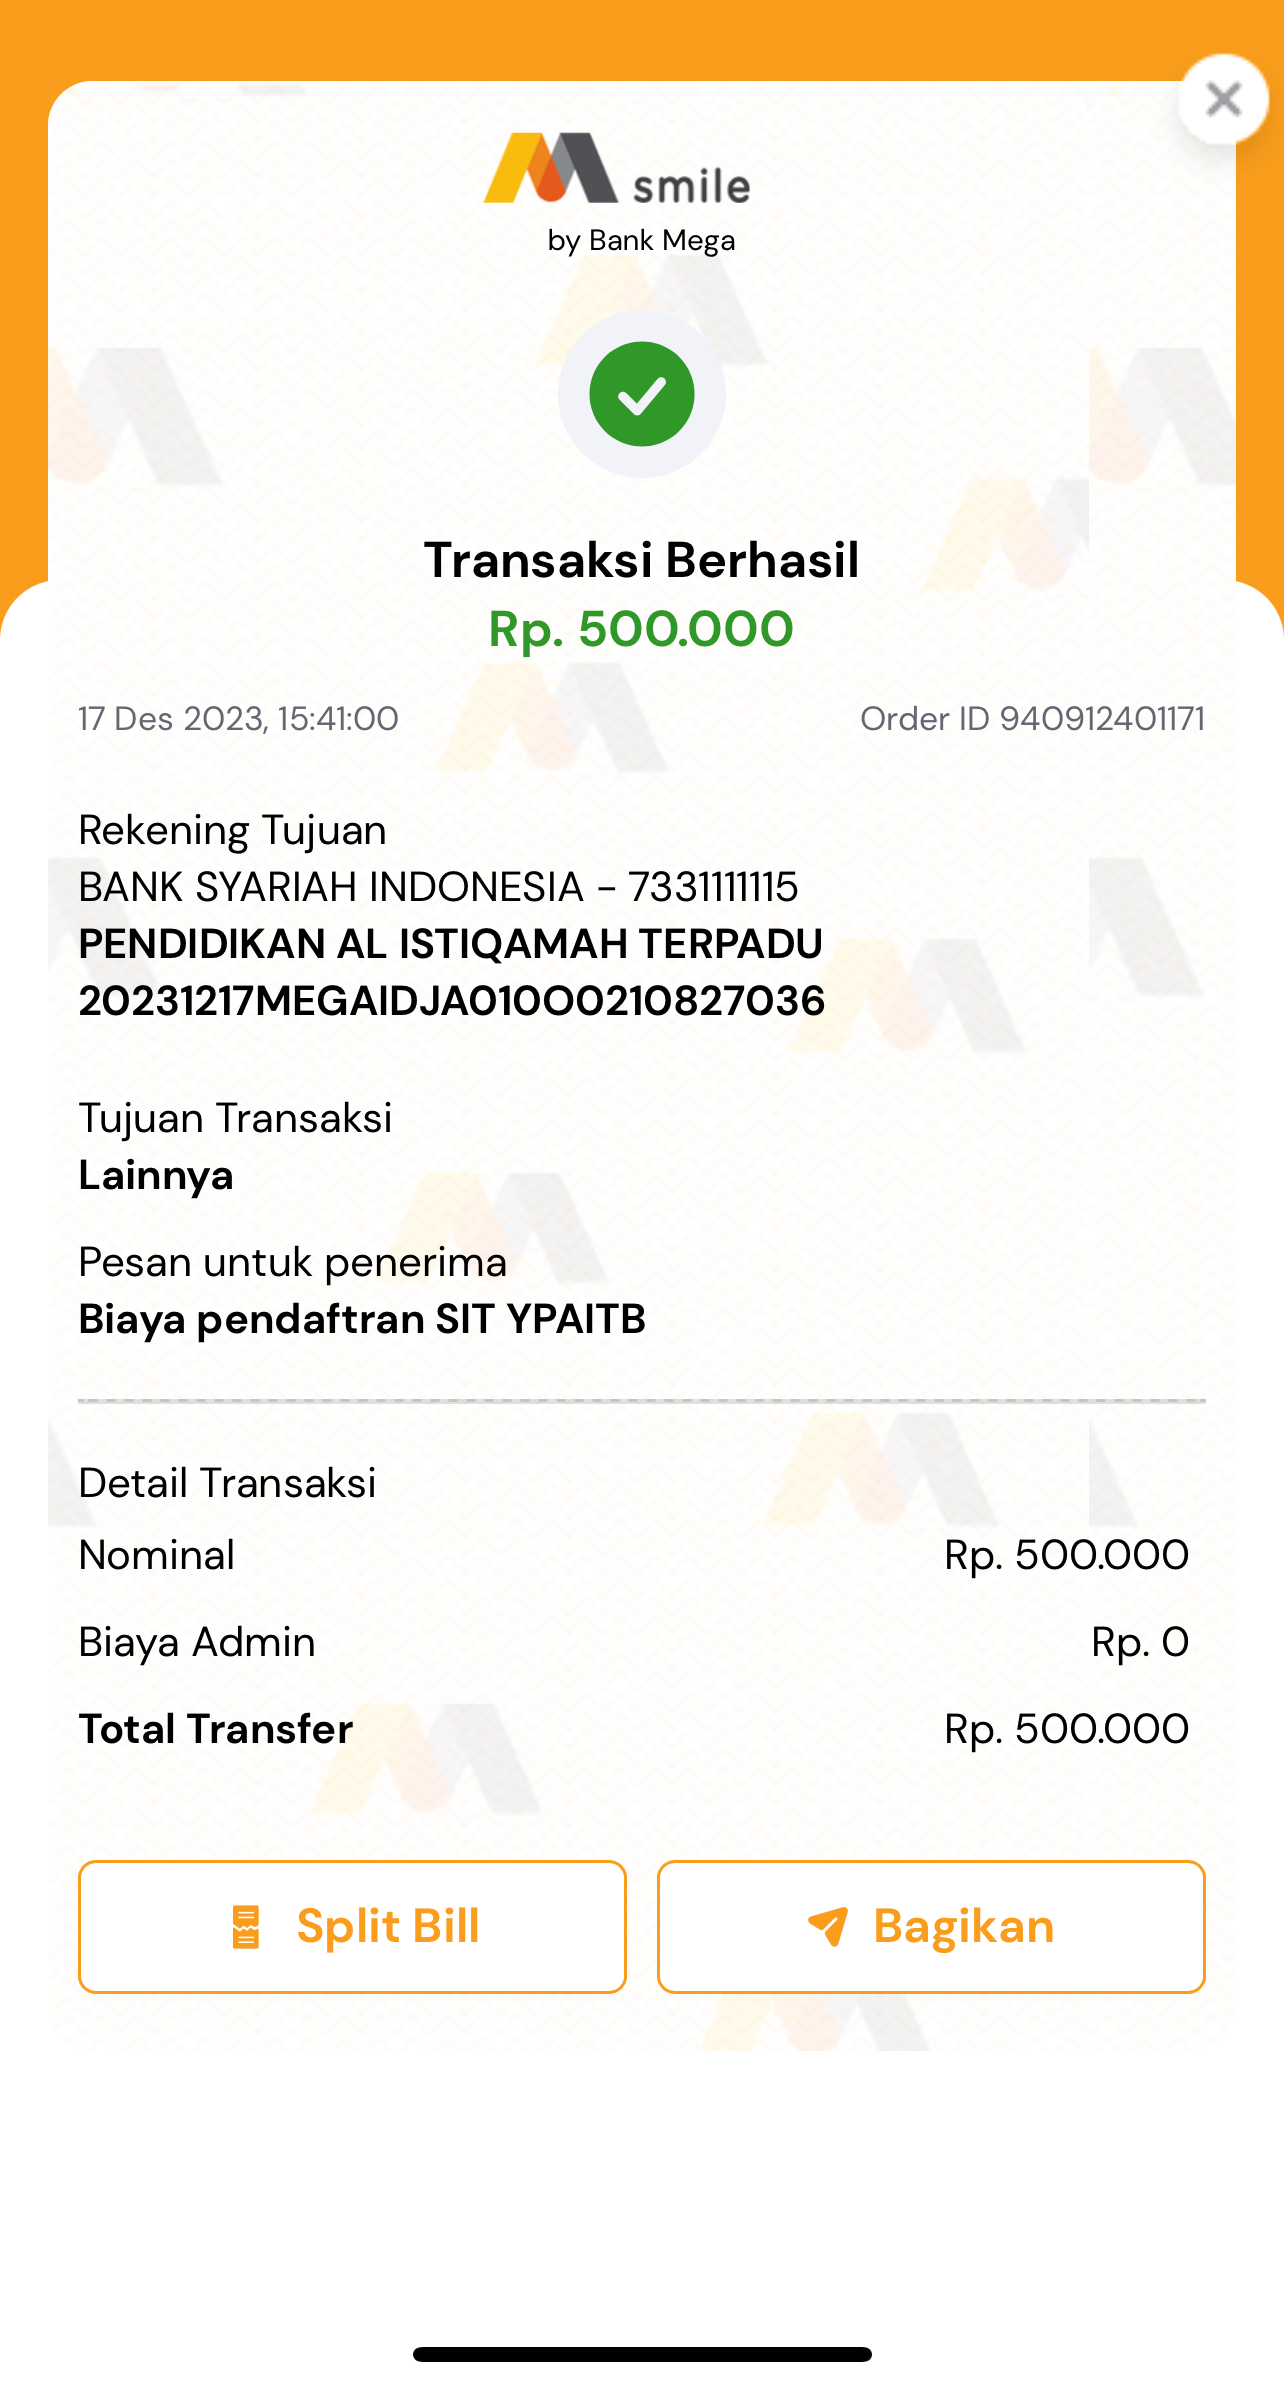 smile
by Bank Mega
Transaksi Berhasil
Rp. 500.000
17 Des 2023, 15:41:00 Order ID 940912401171
Rekening Tujuan
BANK SYARIAH INDONESIA - 7331111115
PENDIDIKAN AL ISTIQAMAH TERPADU
20231217MEGAIDJA010O0210827036
Tujuan Transaksi
Lainnya
Pesan untuk penerima
Biaya pendaftran SIT YPAITB
Detail Transaksi
Nominal Rp. 500.000
Biaya Admin Rp. 0
Total Transfer Rp. 500.000
Split Bill Bagikan